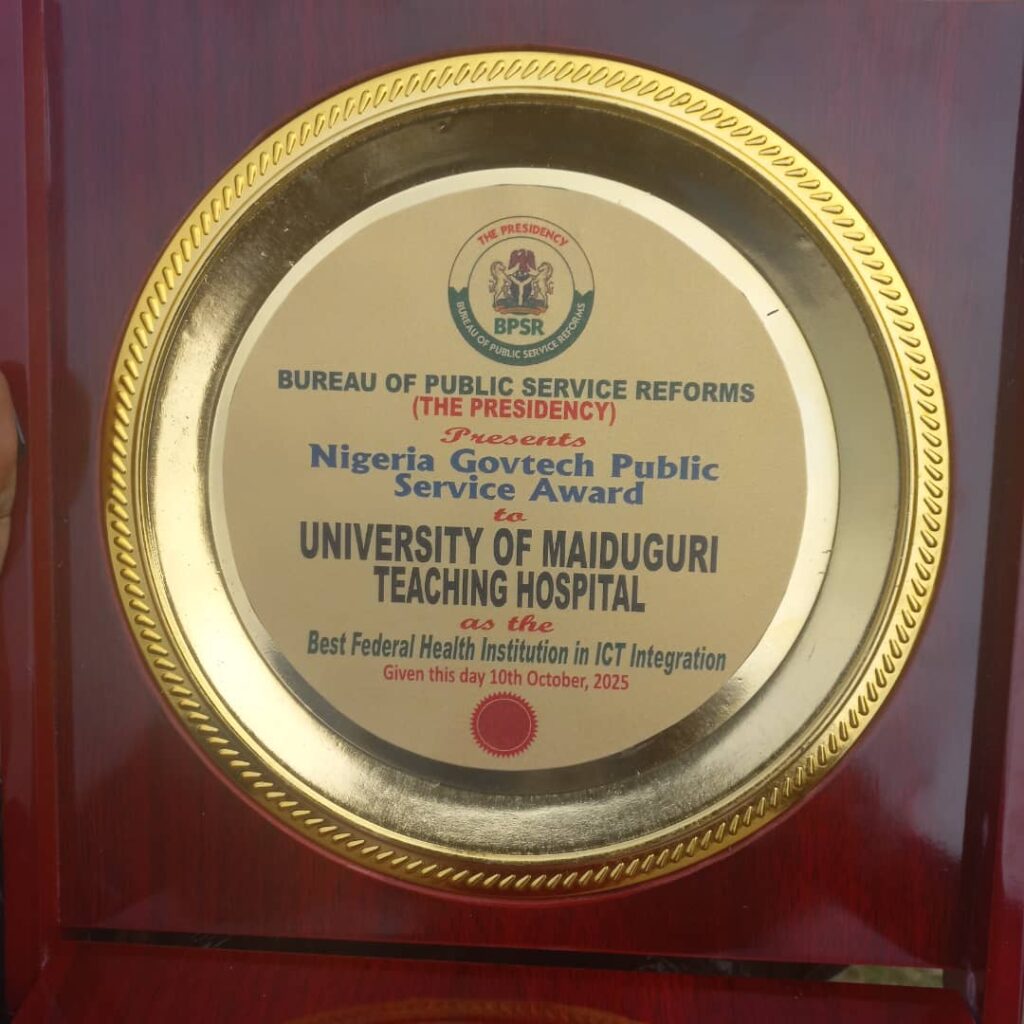 THE PRESIDENCY
BPSR
BUREAU OF PUBLIC SERVICE REFORMS
BUREAU OF PUBLIC SERVICE REFORMS
(THE PRESIDENCY)
Presents
Nigeria Govtech Public
Service Award
to
UNIVERSITY OF MAIDUGURI
TEACHING HOSPITAL
as the
Best Federal Health Institution in ICT Integration
Given this day 10th October, 2025